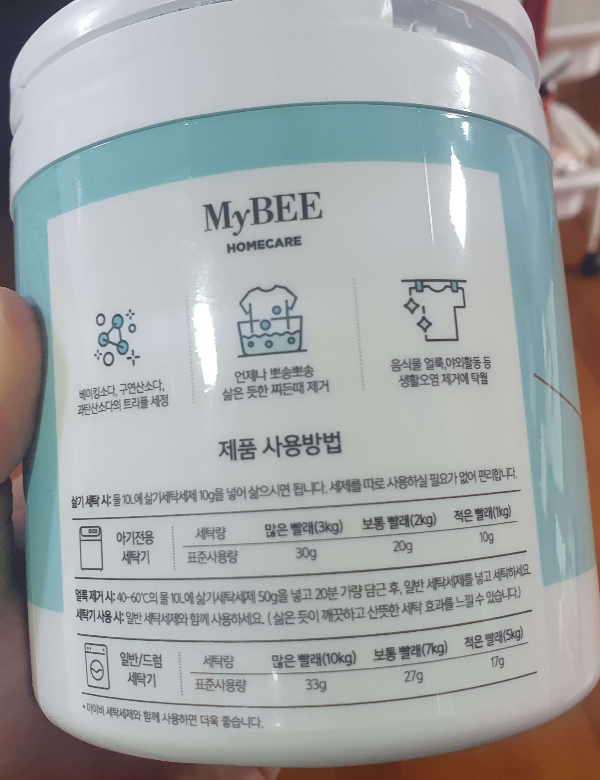 MyBEE
HOMECARE
베이킹소다, 구연산소다,
과탄산소다의 트리플 세정
언제나 뽀송뽀송
삶은 듯한 찌든때 제거
음식물 얼룩,야외활동 등
생활오염 제거에 탁월
제품 사용방법
삶기 세탁 시: 물 10L에 삶기세탁세제 10g을 넣어 삶으시면 됩니다. 세제를 따로 사용하실 필요가 없어 편리합니다.
아기전용
세탁기
세탁량 많은 빨래(3kg) 보통 빨래(2kg) 적은 빨래(1kg)
표준사용량 30g 20g 10g
얼룩 제거 시: 40~60℃의 물 10L에 삶기세탁세제 50g을 넣고 20분 가량 담근 후, 일반 세탁세제를 넣고 세탁하세요.
세탁기 사용 시: 일반 세탁세제와 함께 사용하세요. ( 삶은 듯이 깨끗하고 산뜻한 세탁 효과를 느낄 수 있습니다.)
일반/드럼
세탁기
세탁량 많은 빨래(10kg) 보통 빨래(7kg) 적은 빨래(5kg)
표준사용량 33g 27g 17g
* 마이비 세탁세제와 함께 사용하면 더욱 좋습니다.